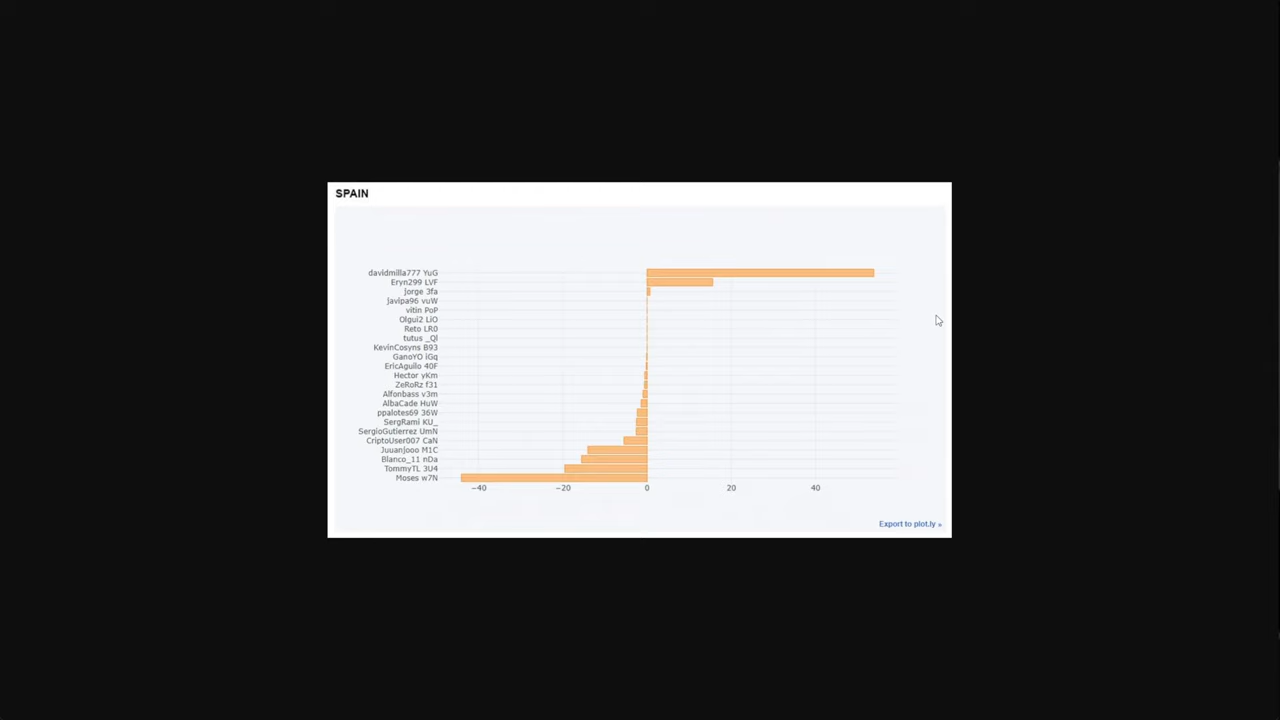 SPAIN
davidmilla777 YuG
Eryn299 LVF
jorge 3fa
javipa96 vuW
vitin PoP
Olgui2 LiO
Reto LR0
tutus _Ql
KevinCosyns B93
GanoYO iGq
EricAguilo 40F
Hector yKm
ZeRoRz f31
Alfonbass v3m
AlbaCade HuW
ppalotes69 36W
SergRami KU_
SergioGutierrez UmN
CriptoUser007 CaN
Juuanjooo M1C
Blanco_11 nDa
TommyTL 3U4
Moses w7N
−40 −20 0 20 40
Export to plot.ly »